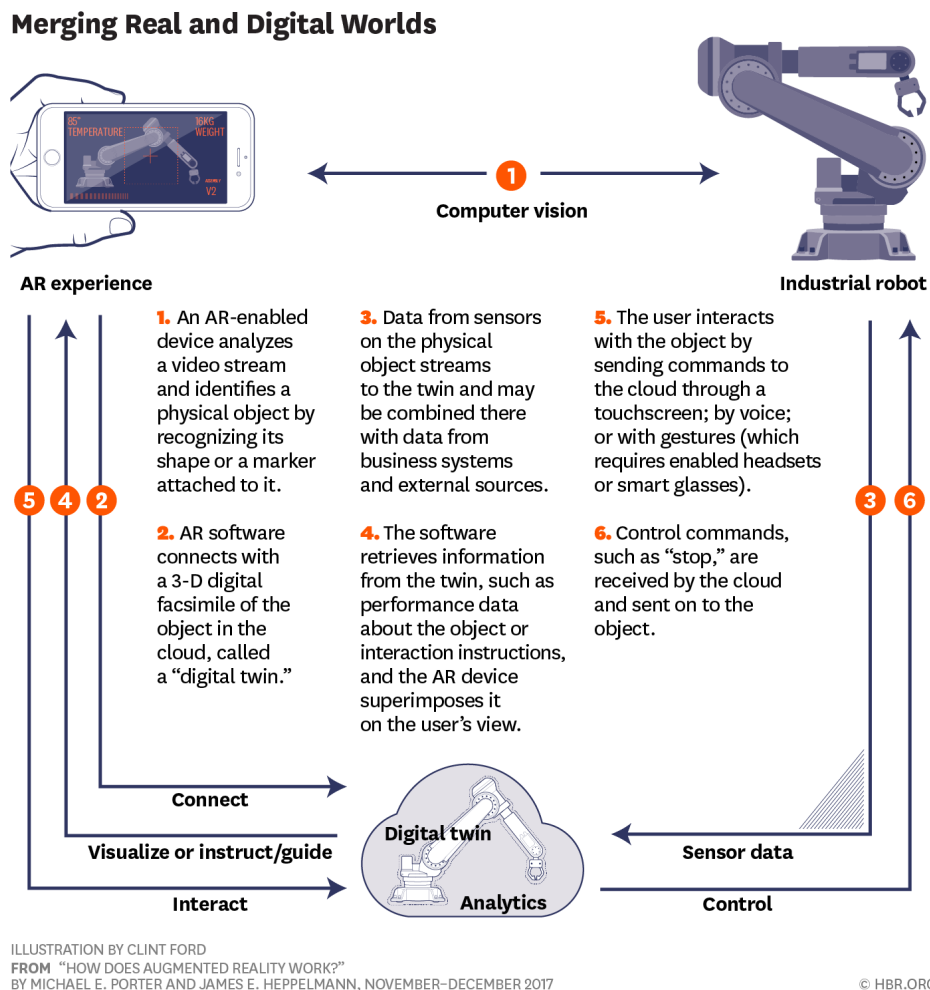 Merging Real and Digital Worlds
85°
TEMPERATURE
16KG
WEIGHT
ASSEMBLY
V2
1
Computer vision
AR experience
Industrial robot
1. An AR-enabled
device analyzes
a video stream
and identifies a
physical object by
recognizing its
shape or a marker
attached to it.
2. AR software
connects with
a 3-D digital
facsimile of the
object in the
cloud, called
a “digital twin.”
3. Data from sensors
on the physical
object streams
to the twin and may
be combined there
with data from
business systems
and external sources.
4. The software
retrieves information
from the twin, such as
performance data
about the object or
interaction instructions,
and the AR device
superimposes it
on the user’s view.
5. The user interacts
with the object by
sending commands to
the cloud through a
touchscreen; by voice;
or with gestures (which
requires enabled headsets
or smart glasses).
6. Control commands,
such as “stop,” are
received by the cloud
and sent on to the
object.
5 4 2
3 6
Connect
Visualize or instruct/guide
Interact
Digital twin
Analytics
Sensor data
Control
ILLUSTRATION BY CLINT FORD
FROM “HOW DOES AUGMENTED REALITY WORK?”
BY MICHAEL E. PORTER AND JAMES E. HEPPELMANN, NOVEMBER–DECEMBER 2017
© HBR.ORG